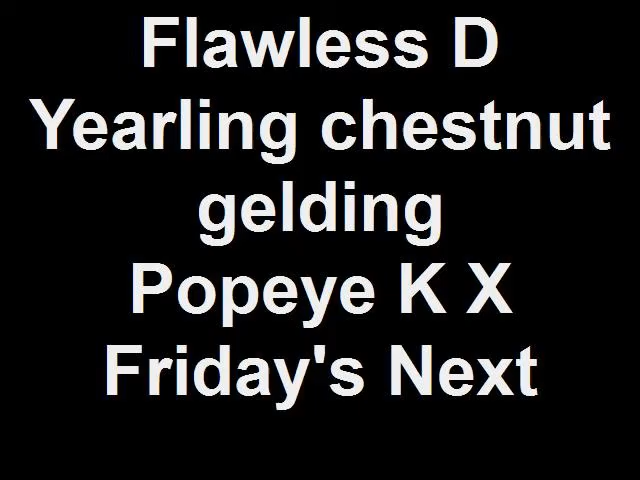 Flawless D
Yearling chestnut
gelding
Popeye K X
Friday's Next